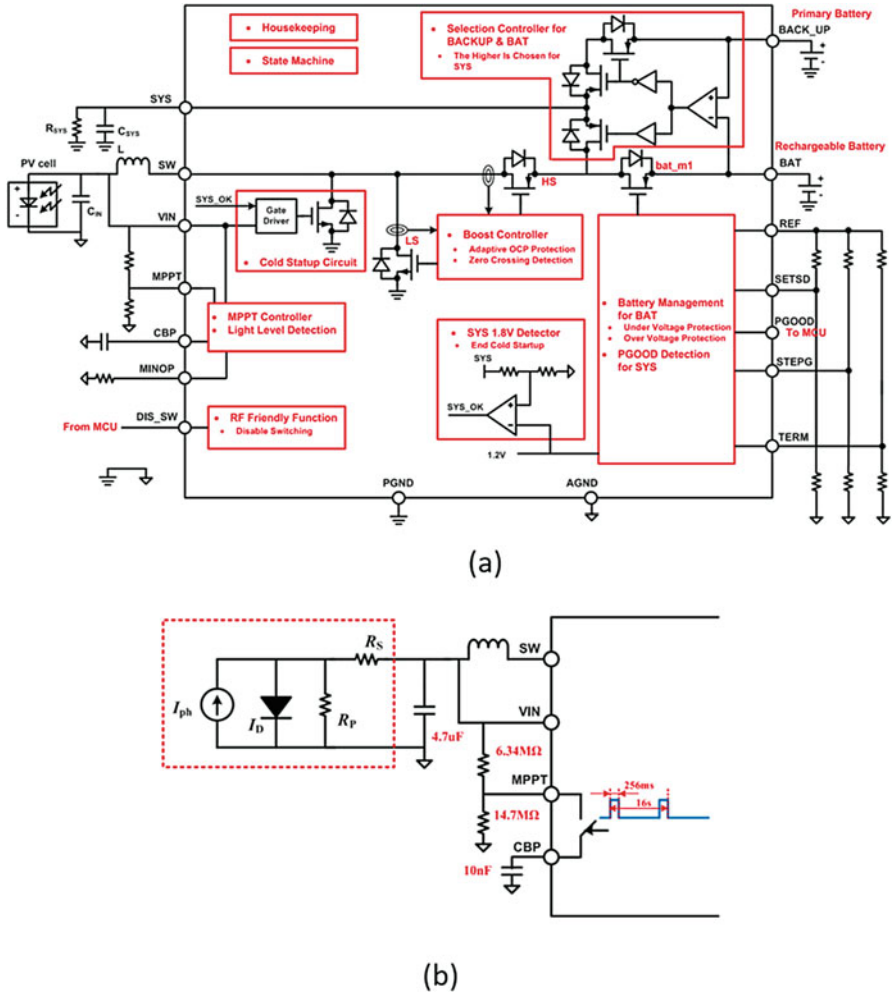 Housekeeping
State Machine
Selection Controller for
BACKUP & BAT
The Higher Is Chosen for
SYS
Primary Battery
BACK_UP
+
-
SYS
RSYS
CSYS
L
PV cell
+
-
CIN
SW
VIN
SYS_OK
Gate
Driver
Cold Statup Circuit
HS
LS
bat_m1
Rechargeable Battery
BAT
+
-
+
-
Boost Controller
Adaptive OCP Protection
Zero Crossing Detection
MPPT
MPPT Controller
Light Level Detection
CBP
MINOP
SYS 1.8V Detector
End Cold Startup
SYS
SYS_OK
+
-
1.2V
Battery Management
for BAT
Under Voltage Protection
Over Voltage Protection
PGOOD Detection
for SYS
REF
SETSD
PGOOD
To MCU
STEPG
TERM
From MCU
DIS_SW
RF Friendly Function
Disable Switching
PGND
AGND
(a)
Iph
ID
RP
RS
4.7uF
SW
VIN
6.34MΩ
MPPT
14.7MΩ
CBP
10nF
256ms
16s
(b)